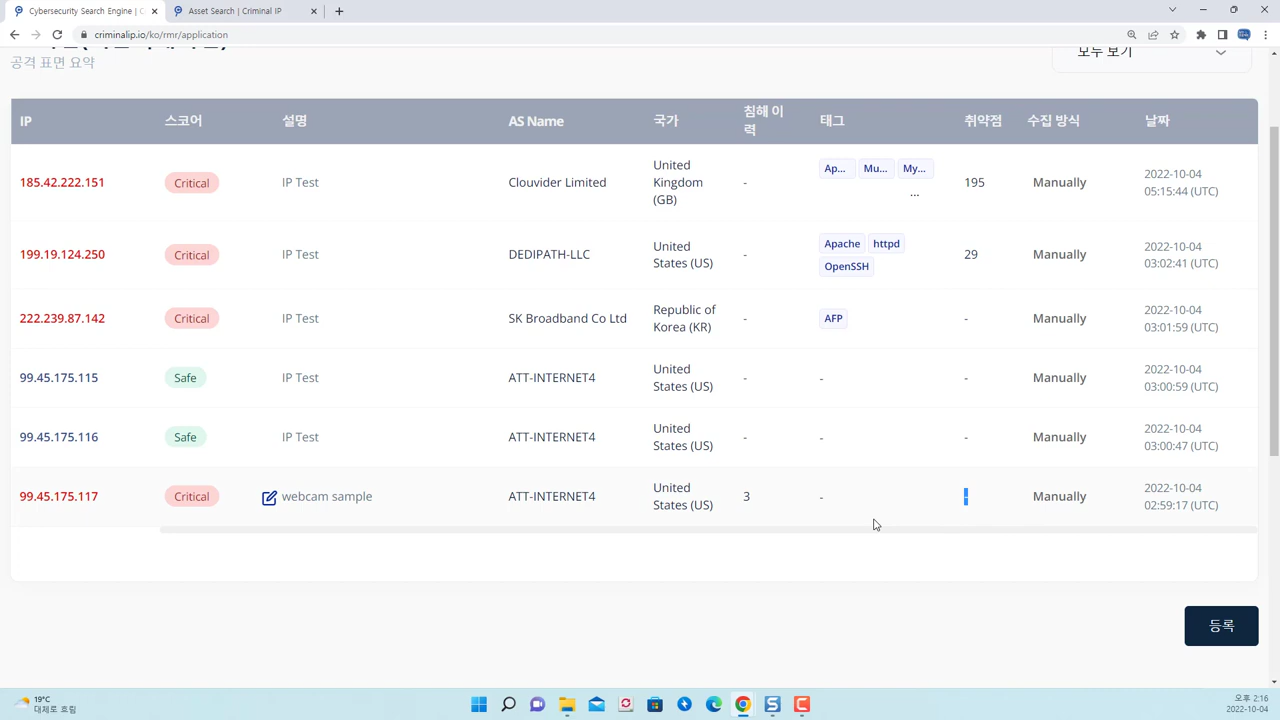 Cybersecurity Search Engine | C
Asset Search | Criminal IP
criminalip.io/ko/rmr/application
공격 표면 요약
모두 보기
IP 스코어 설명 AS Name 국가 침해 이력 태그 취약점 수집 방식 날짜
185.42.222.151 Critical IP Test Clouvider Limited United Kingdom (GB) - Ap... Mu... My... ... 195 Manually 2022-10-04 05:15:44 (UTC)
199.19.124.250 Critical IP Test DEDIPATH-LLC United States (US) - Apache httpd OpenSSH 29 Manually 2022-10-04 03:02:41 (UTC)
222.239.87.142 Critical IP Test SK Broadband Co Ltd Republic of Korea (KR) - AFP - Manually 2022-10-04 03:01:59 (UTC)
99.45.175.115 Safe IP Test ATT-INTERNET4 United States (US) - - - Manually 2022-10-04 03:00:59 (UTC)
99.45.175.116 Safe IP Test ATT-INTERNET4 United States (US) - - - Manually 2022-10-04 03:00:47 (UTC)
99.45.175.117 Critical webcam sample ATT-INTERNET4 United States (US) 3 - - Manually 2022-10-04 02:59:17 (UTC)
등록
19°C
대체로 흐림
오후 2:16
2022-10-04